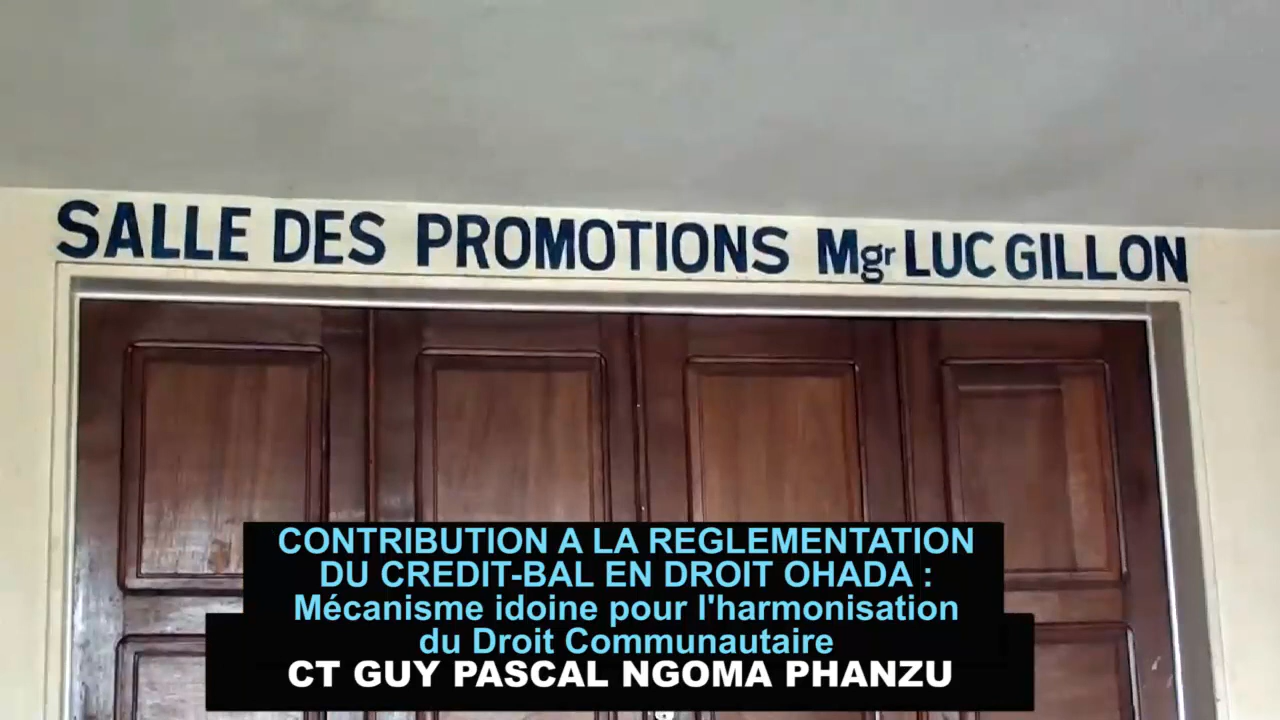 SALLE DES PROMOTIONS Mgr LUC GILLON
CONTRIBUTION A LA REGLEMENTATION
DU CREDIT-BAL EN DROIT OHADA :
Mécanisme idoine pour l'harmonisation
du Droit Communautaire
CT GUY PASCAL NGOMA PHANZU